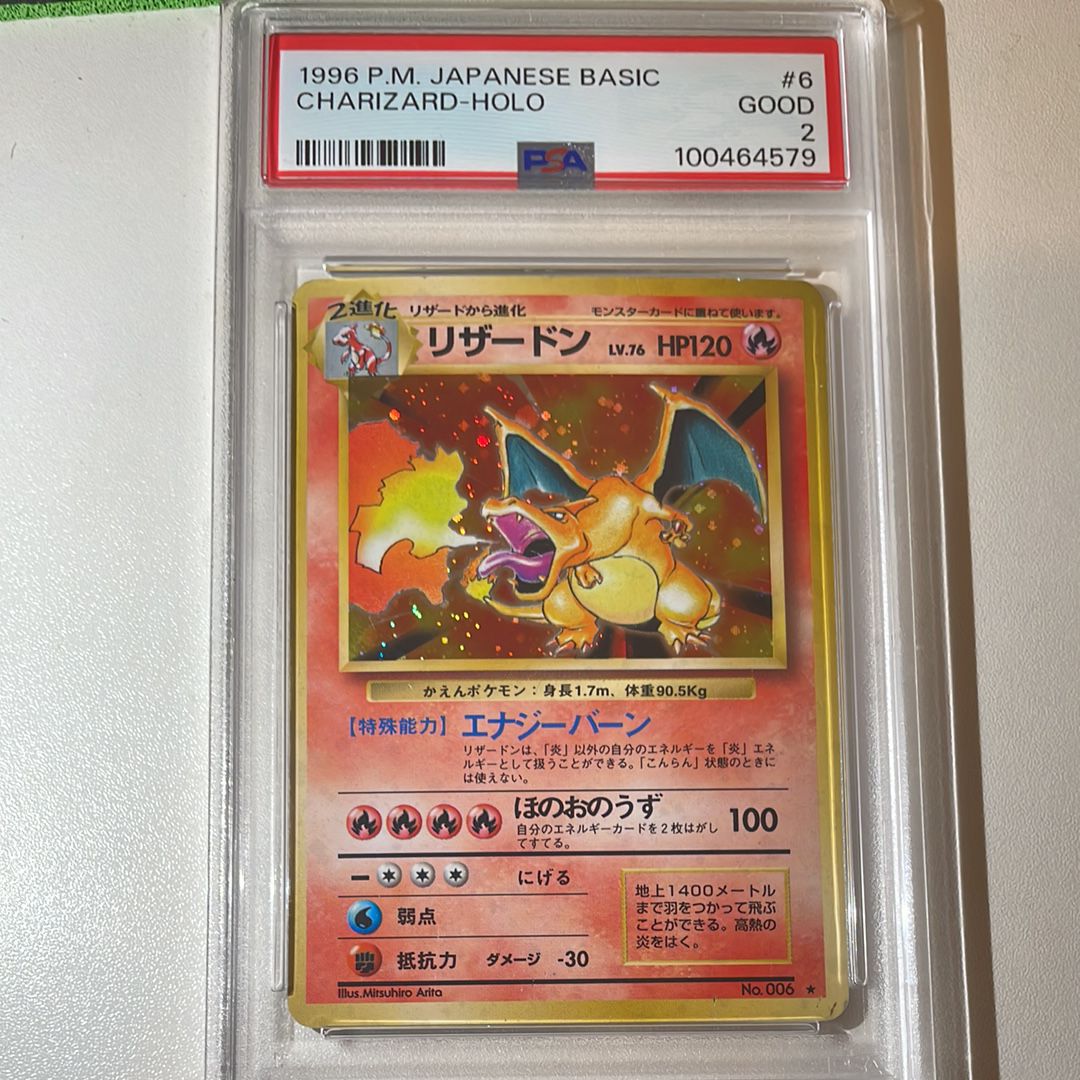 1996 P.M. JAPANESE BASIC #6
CHARIZARD-HOLO GOOD
2
PSA 100464579
2進化 リザードから進化 モンスターカードに重ねて使います。
リザードン LV.76 HP120
かえんポケモン：身長1.7m、体重90.5Kg
【特殊能力】エナジーバーン
リザードンは、「炎」以外の自分のエネルギーを「炎」エネ
ルギーとして扱うことができる。「こんらん」状態のときに
は使えない。
ほのおのうず 100
自分のエネルギーカードを2枚はがし
てすてる。
にげる
弱点
抵抗力 ダメージ -30
地上1400メートル
まで羽をつかって飛ぶ
ことができる。高熱の
炎をはく。
Illus.Mitsuhiro Arita No. 006 ★